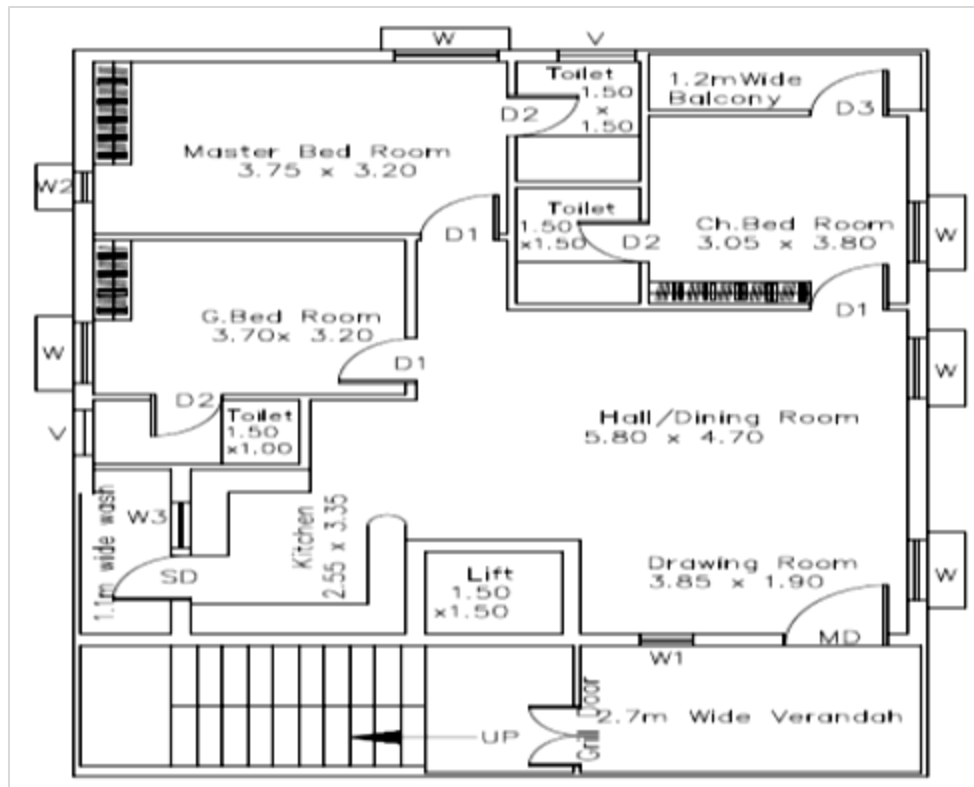 W
V
Toilet
1.50
x
1.50
D2
1.2mWide
Balcony
D3
Master Bed Room
3.75 x 3.20
W2
D1
Toilet
1.50
x1.50
D2
Ch.Bed Room
3.05 x 3.80
W
D1
G.Bed Room
3.70x 3.20
W
D1
D2
Toilet
1.50
x1.00
V
Hall/Dining Room
5.80 x 4.70
W
1.1m wide wash
W3
SD
Kitchen
2.55 x 3.35
Lift
1.50
x1.50
Drawing Room
3.85 x 1.90
W
MD
W1
UP
Grill Door
2.7m Wide Verandah